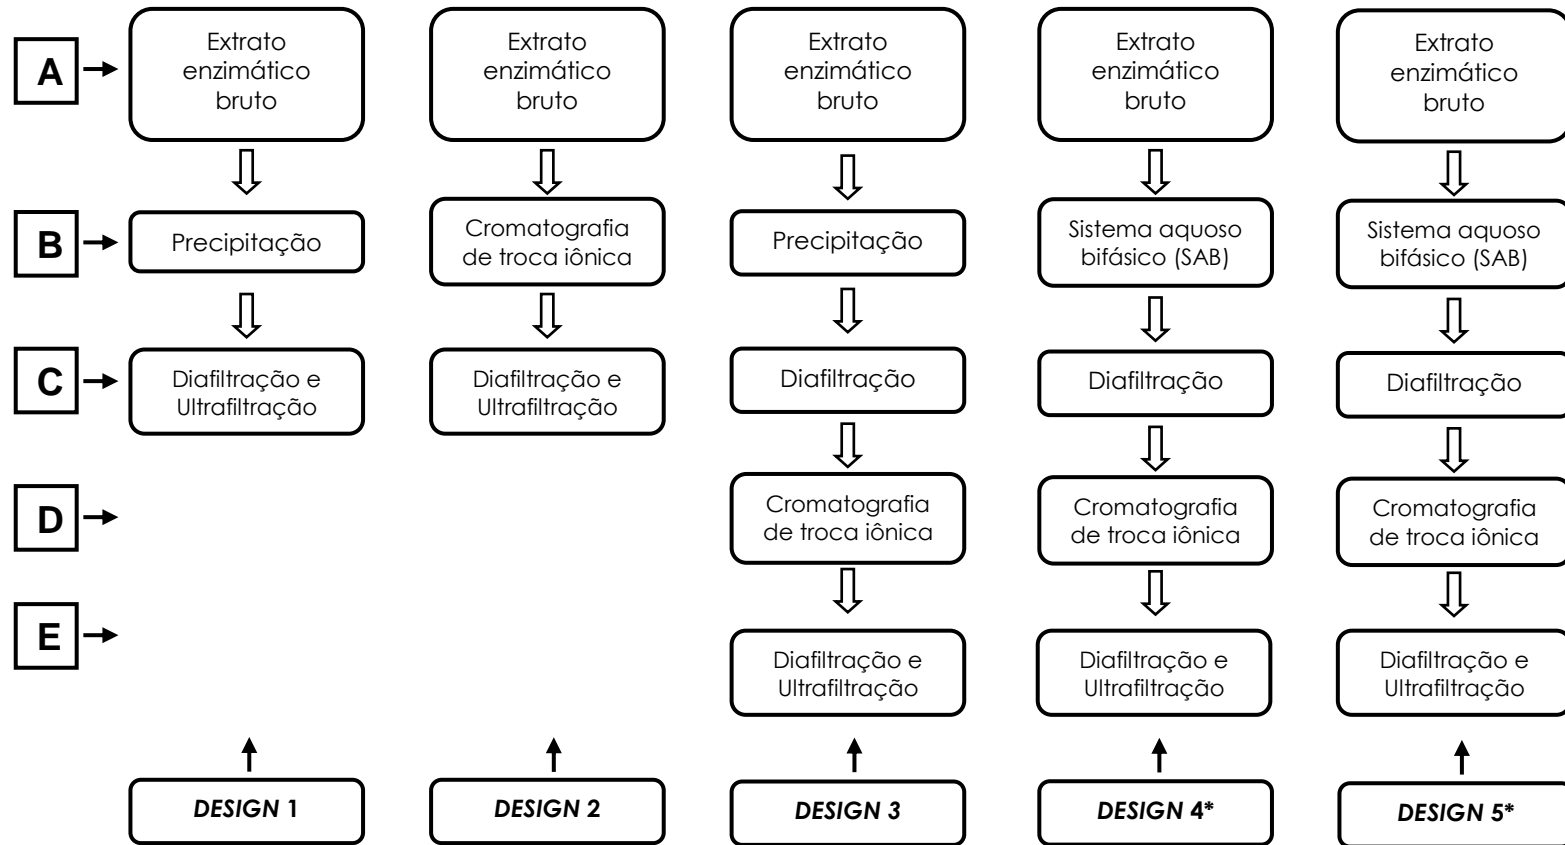 A
Extrato
enzimático
bruto
Extrato
enzimático
bruto
Extrato
enzimático
bruto
Extrato
enzimático
bruto
Extrato
enzimático
bruto
B
Precipitação
Cromatografia
de troca iônica
Precipitação
Sistema aquoso
bifásico (SAB)
Sistema aquoso
bifásico (SAB)
C
Diafiltração e
Ultrafiltração
Diafiltração e
Ultrafiltração
Diafiltração
Diafiltração
Diafiltração
D
Cromatografia
de troca iônica
Cromatografia
de troca iônica
Cromatografia
de troca iônica
E
Diafiltração e
Ultrafiltração
Diafiltração e
Ultrafiltração
Diafiltração e
Ultrafiltração
DESIGN 1
DESIGN 2
DESIGN 3
DESIGN 4*
DESIGN 5*